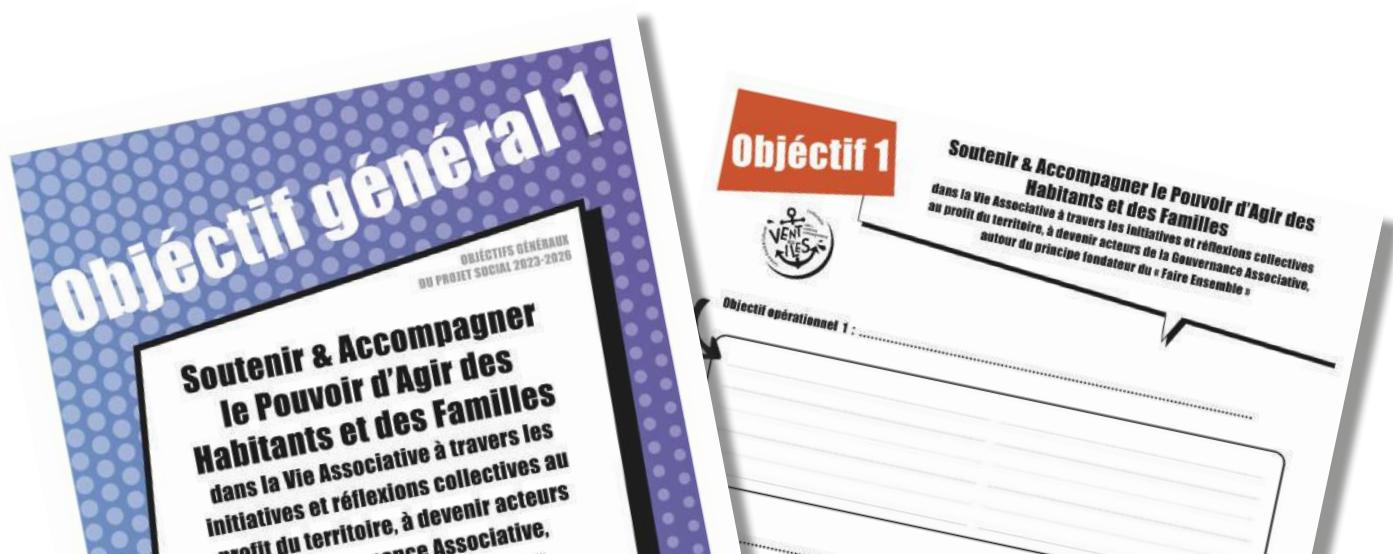 Objéctif général 1
OBJÉCTIFS GÉNÉRAUX
DU PROJET SOCIAL 2023-2026
Soutenir & Accompagner
le Pouvoir d'Agir des
Habitants et des Familles
dans la Vie Associative à travers les
initiatives et réflexions collectives au
profit du territoire, à devenir acteurs
Associative,
Objéctif 1
Soutenir & Accompagner le Pouvoir d'Agir des
Habitants et des Familles
dans la Vie Associative à travers les initiatives et réflexions collectives
au profit du territoire, à devenir acteurs de la Gouvernance Associative,
autour du principe fondateur du « Faire Ensemble »
VENT
ILES
Objectif opérationnel 1 :